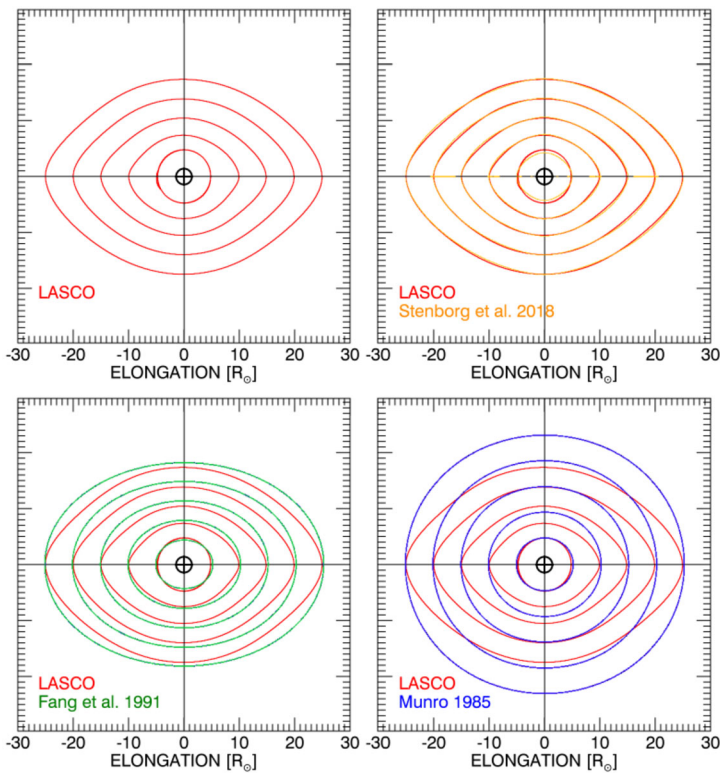 LASCO
LASCO
Stenborg et al. 2018
-30 -20 -10 0 10 20 30
ELONGATION [R☉]
-30 -20 -10 0 10 20 30
ELONGATION [R☉]
LASCO
Fang et al. 1991
LASCO
Munro 1985
-30 -20 -10 0 10 20 30
ELONGATION [R☉]
-30 -20 -10 0 10 20 30
ELONGATION [R☉]